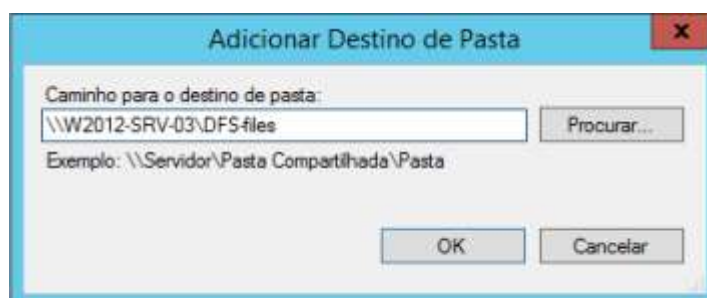 Adicionar Destino de Pasta
x
Caminho para o destino de pasta:
\\W2012-SRV-03\DFS-files
Procurar...
Exemplo: \\Servidor\Pasta Compartilhada\Pasta
OK
Cancelar